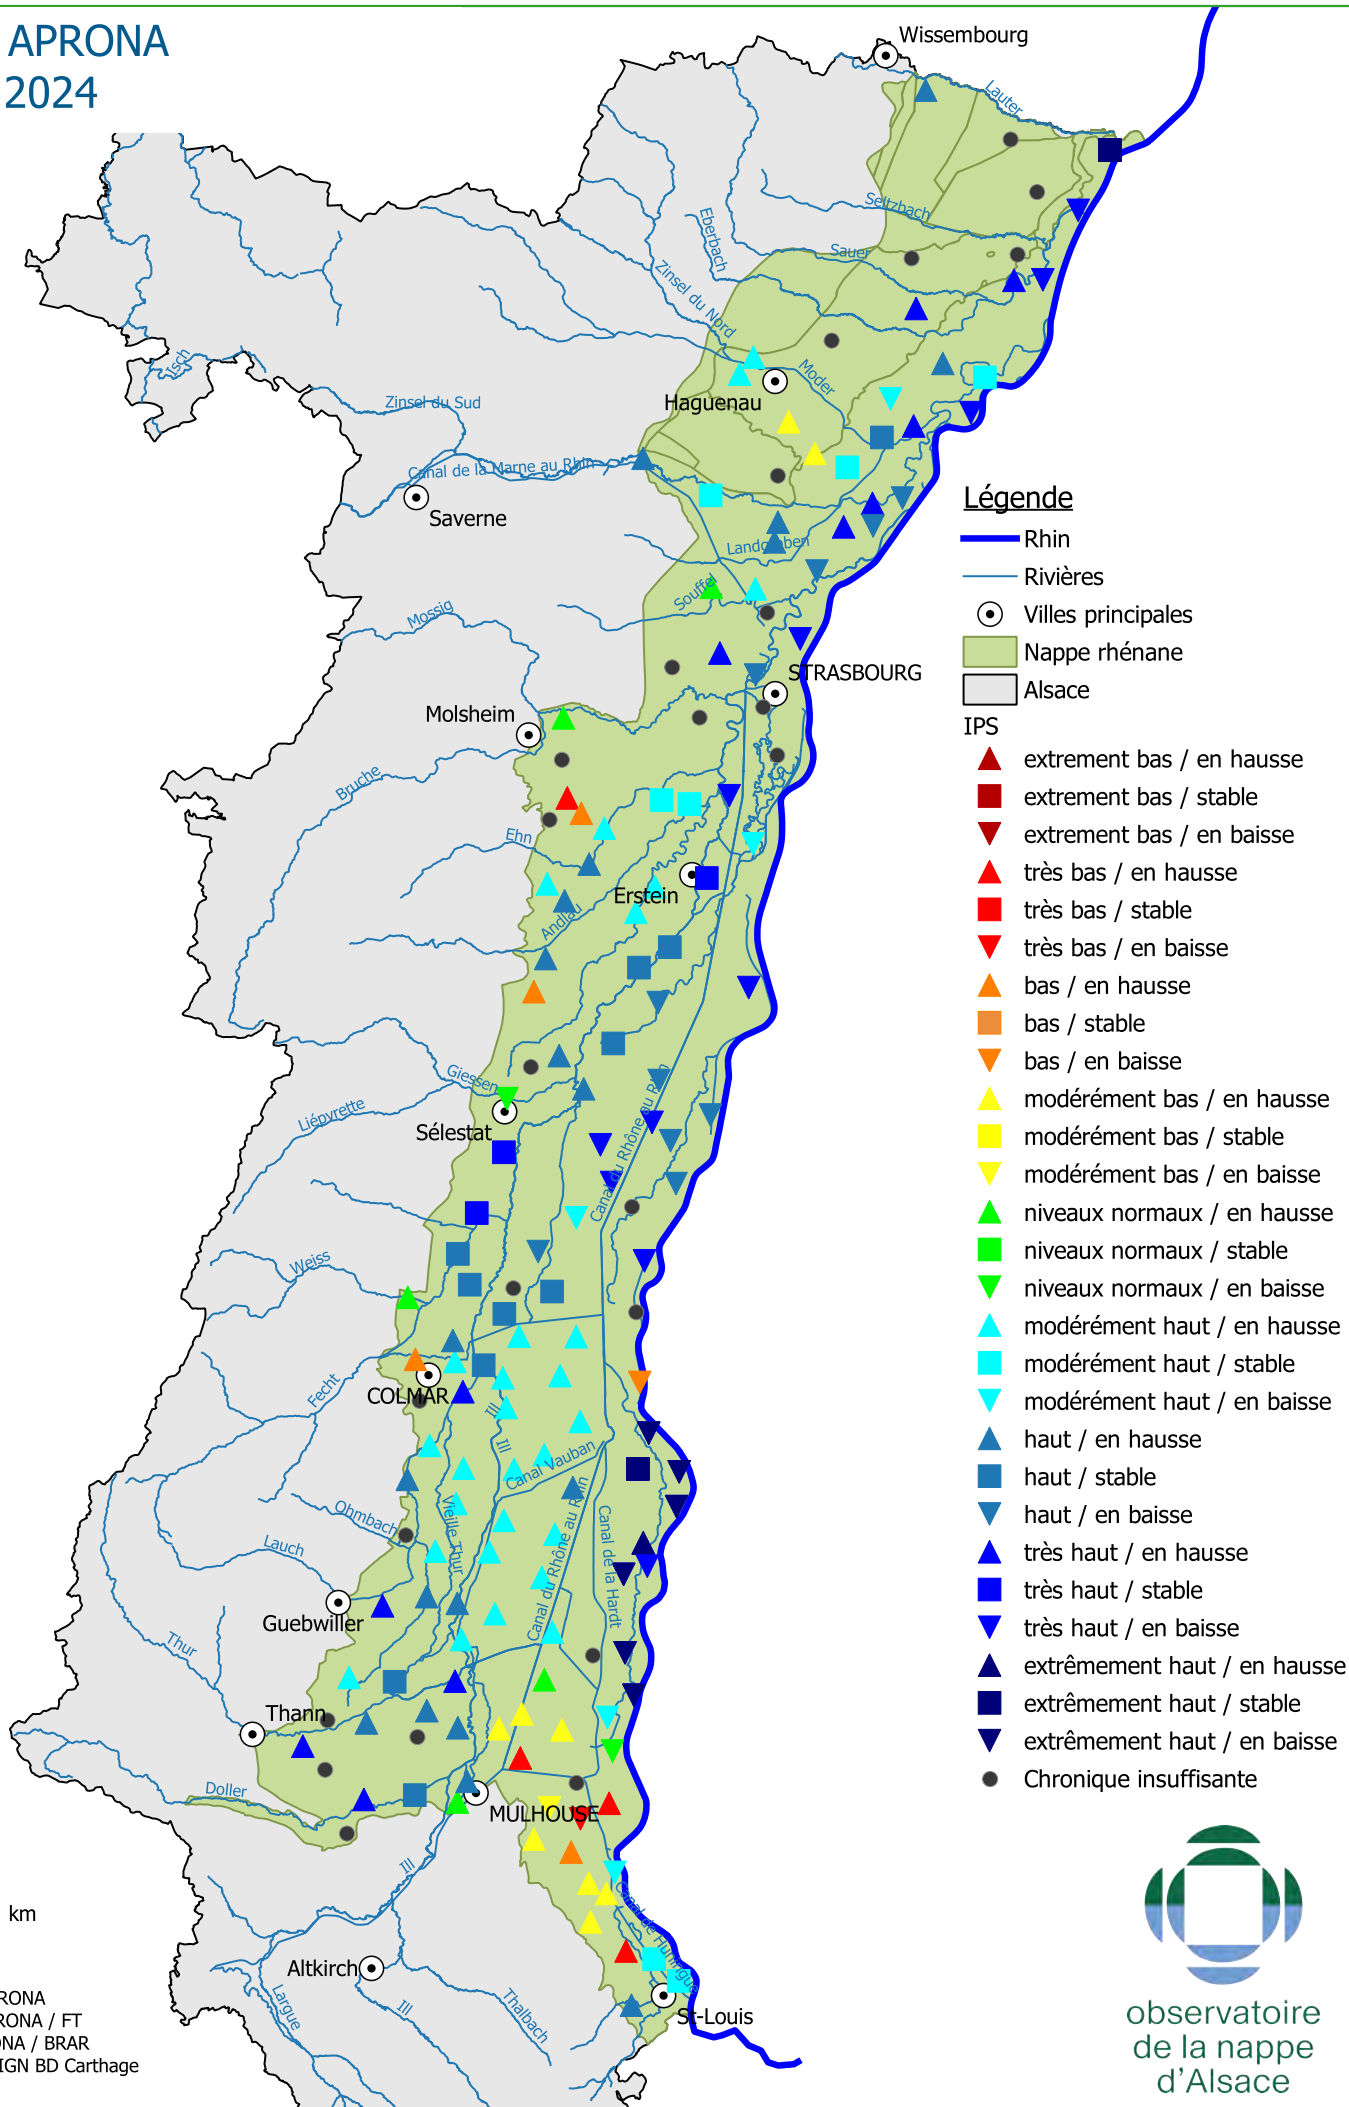 APRONA
2024
Wissembourg
Lauter
Seltzbach
Eberbach
Sauer
Zinsel du Nord
Isch
Moder
Zinsel du Sud
Haguenau
Canal de la Marne au Rhin
Saverne
Landgraben
Souffel
Mossig
STRASBOURG
Molsheim
Bruche
Ehn
Erstein
Andlau
Giessen
Liépvrette
Sélestat
Canal du Rhône au Rhin
Weiss
Fecht
COLMAR
Ill
Ill
Canal Vauban
Ohmbach
Vieille Thur
Lauch
Canal du Rhône au Rhin
Canal de la Hardt
Guebwiller
Thur
Thann
Doller
MULHOUSE
Ill
Canal de Huningue
Altkirch
Largue
Ill
Thalbach
St-Louis
Légende
Rhin
Rivières
Villes principales
Nappe rhénane
Alsace
IPS
extrement bas / en hausse
extrement bas / stable
extrement bas / en baisse
très bas / en hausse
très bas / stable
très bas / en baisse
bas / en hausse
bas / stable
bas / en baisse
modérément bas / en hausse
modérément bas / stable
modérément bas / en baisse
niveaux normaux / en hausse
niveaux normaux / stable
niveaux normaux / en baisse
modérément haut / en hausse
modérément haut / stable
modérément haut / en baisse
haut / en hausse
haut / stable
haut / en baisse
très haut / en hausse
très haut / stable
très haut / en baisse
extrêmement haut / en hausse
extrêmement haut / stable
extrêmement haut / en baisse
Chronique insuffisante
km
RONA
RONA / FT
NA / BRAR
IGN BD Carthage
observatoire
de la nappe
d'Alsace